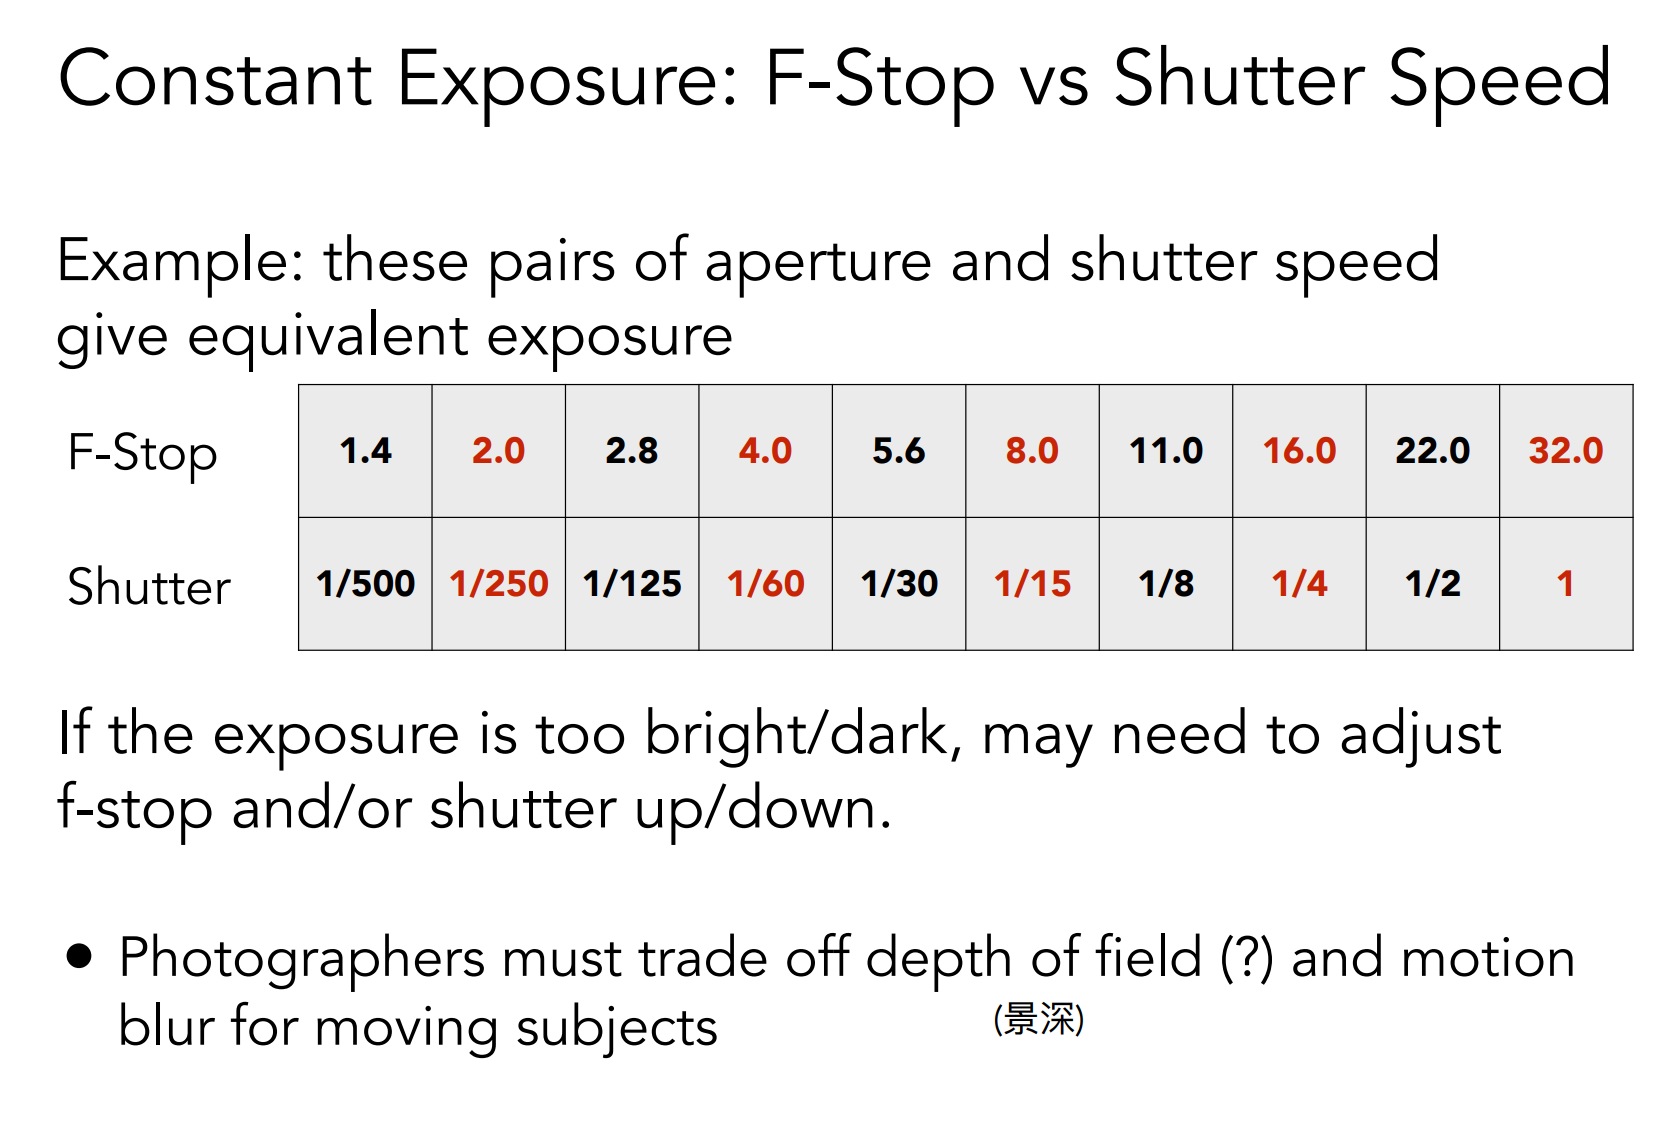 Constant Exposure: F-Stop vs Shutter Speed
Example: these pairs of aperture and shutter speed
give equivalent exposure
F-Stop 1.4 2.0 2.8 4.0 5.6 8.0 11.0 16.0 22.0 32.0
Shutter 1/500 1/250 1/125 1/60 1/30 1/15 1/8 1/4 1/2 1
If the exposure is too bright/dark, may need to adjust
f-stop and/or shutter up/down.
• Photographers must trade off depth of field (?) and motion
blur for moving subjects
(景深)